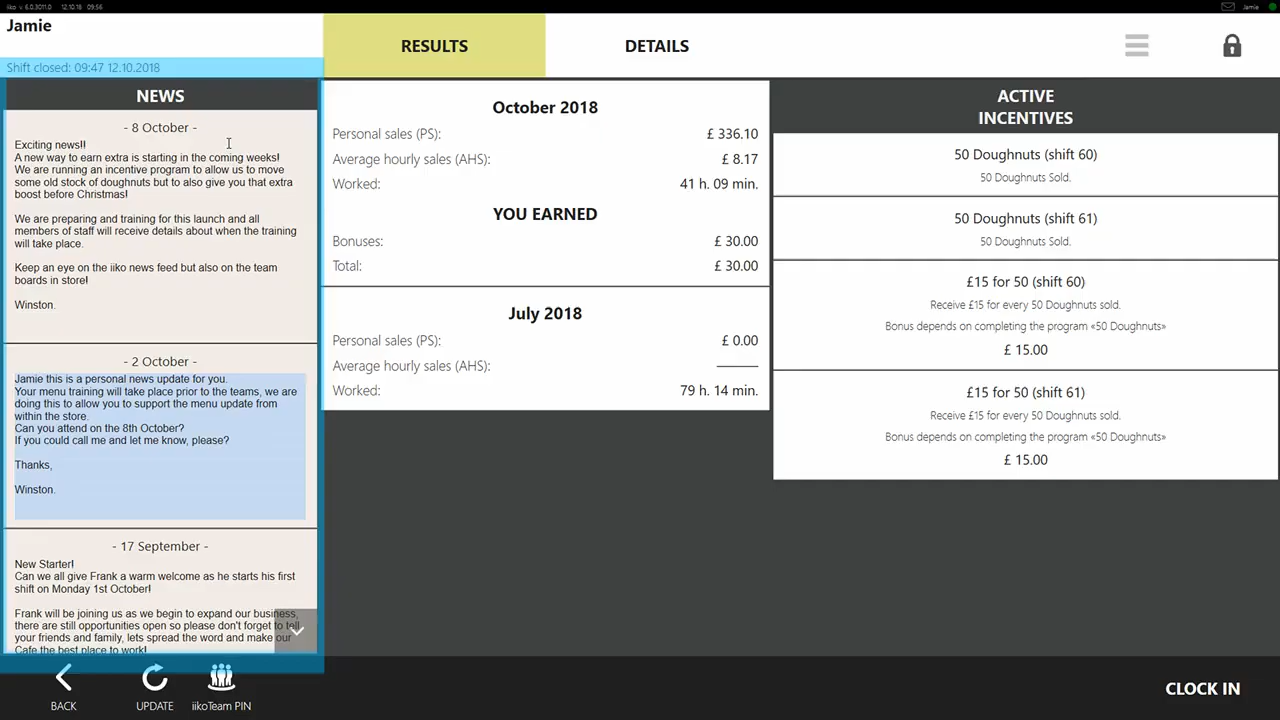 iiko v 6.0.3011.0 12.10.18 09:56
Jamie
Jamie
Shift closed: 09:47 12.10.2018
RESULTS
DETAILS
NEWS
- 8 October -
Exciting news!!
A new way to earn extra is starting in the coming weeks!
We are running an incentive program to allow us to move
some old stock of doughnuts but to also give you that extra
boost before Christmas!
We are preparing and training for this launch and all
members of staff will receive details about when the training
will take place.
Keep an eye on the iiko news feed but also on the team
boards in store!
Winston.
- 2 October -
Jamie this is a personal news update for you.
Your menu training will take place prior to the teams, we are
doing this to allow you to support the menu update from
within the store.
Can you attend on the 8th October?
If you could call me and let me know, please?
Thanks,
Winston.
- 17 September -
New Starter!
Can we all give Frank a warm welcome as he starts his first
shift on Monday 1st October!
Frank will be joining us as we begin to expand our business,
there are still opportunities open so please don't forget to tell
your friends and family, lets spread the word and make our
Cafe the best place to work!
October 2018
Personal sales (PS): £ 336.10
Average hourly sales (AHS): £ 8.17
Worked: 41 h. 09 min.
YOU EARNED
Bonuses: £ 30.00
Total: £ 30.00
July 2018
Personal sales (PS): £ 0.00
Average hourly sales (AHS):
Worked: 79 h. 14 min.
ACTIVE
INCENTIVES
50 Doughnuts (shift 60)
50 Doughnuts Sold.
50 Doughnuts (shift 61)
50 Doughnuts Sold.
£15 for 50 (shift 60)
Receive £15 for every 50 Doughnuts sold.
Bonus depends on completing the program «50 Doughnuts»
£ 15.00
£15 for 50 (shift 61)
Receive £15 for every 50 Doughnuts sold.
Bonus depends on completing the program «50 Doughnuts»
£ 15.00
BACK
UPDATE
iikoTeam PIN
CLOCK IN